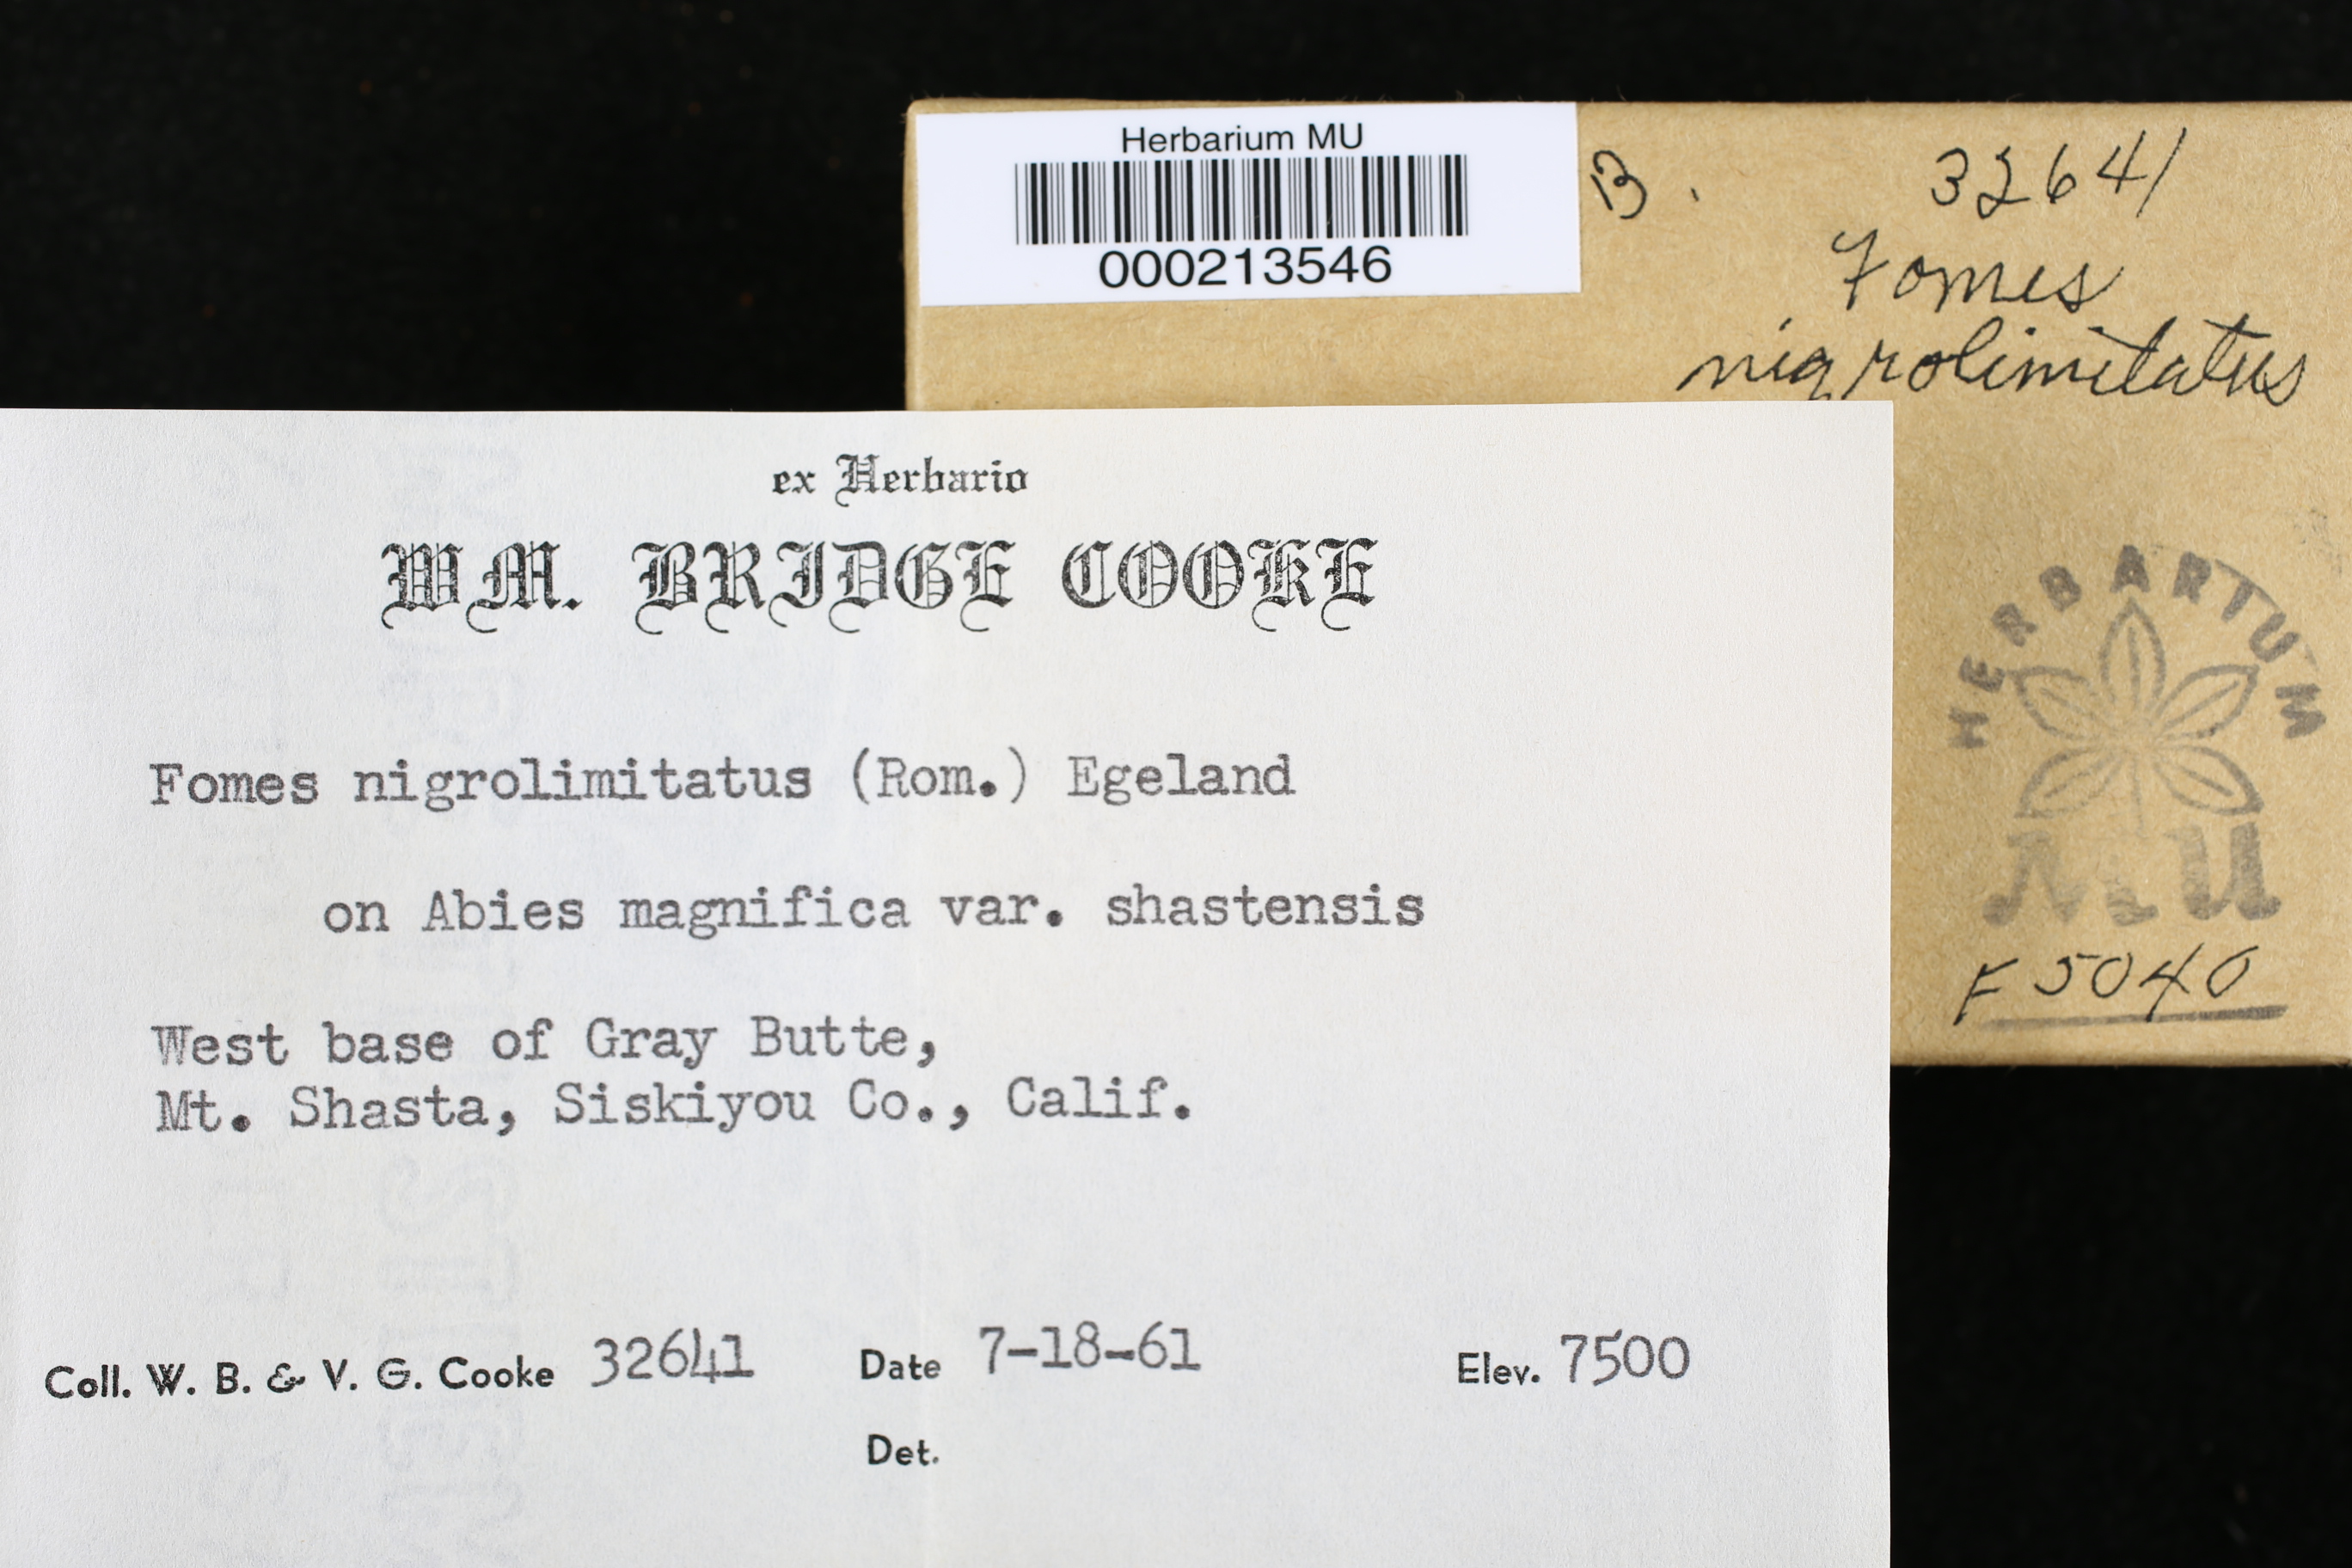 Herbarium MU
000213546
B. 32641
Fomes
nigrolimitatus
HERBARIUM
MU
F 5040
ex Herbario
WM. BRIDGE COOKE
Fomes nigrolimitatus (Rom.) Egeland
on Abies magnifica var. shastensis
West base of Gray Butte,
Mt. Shasta, Siskiyou Co., Calif.
Coll. W. B. & V. G. Cooke 32641 Date 7-18-61 Elev. 7500
Det.